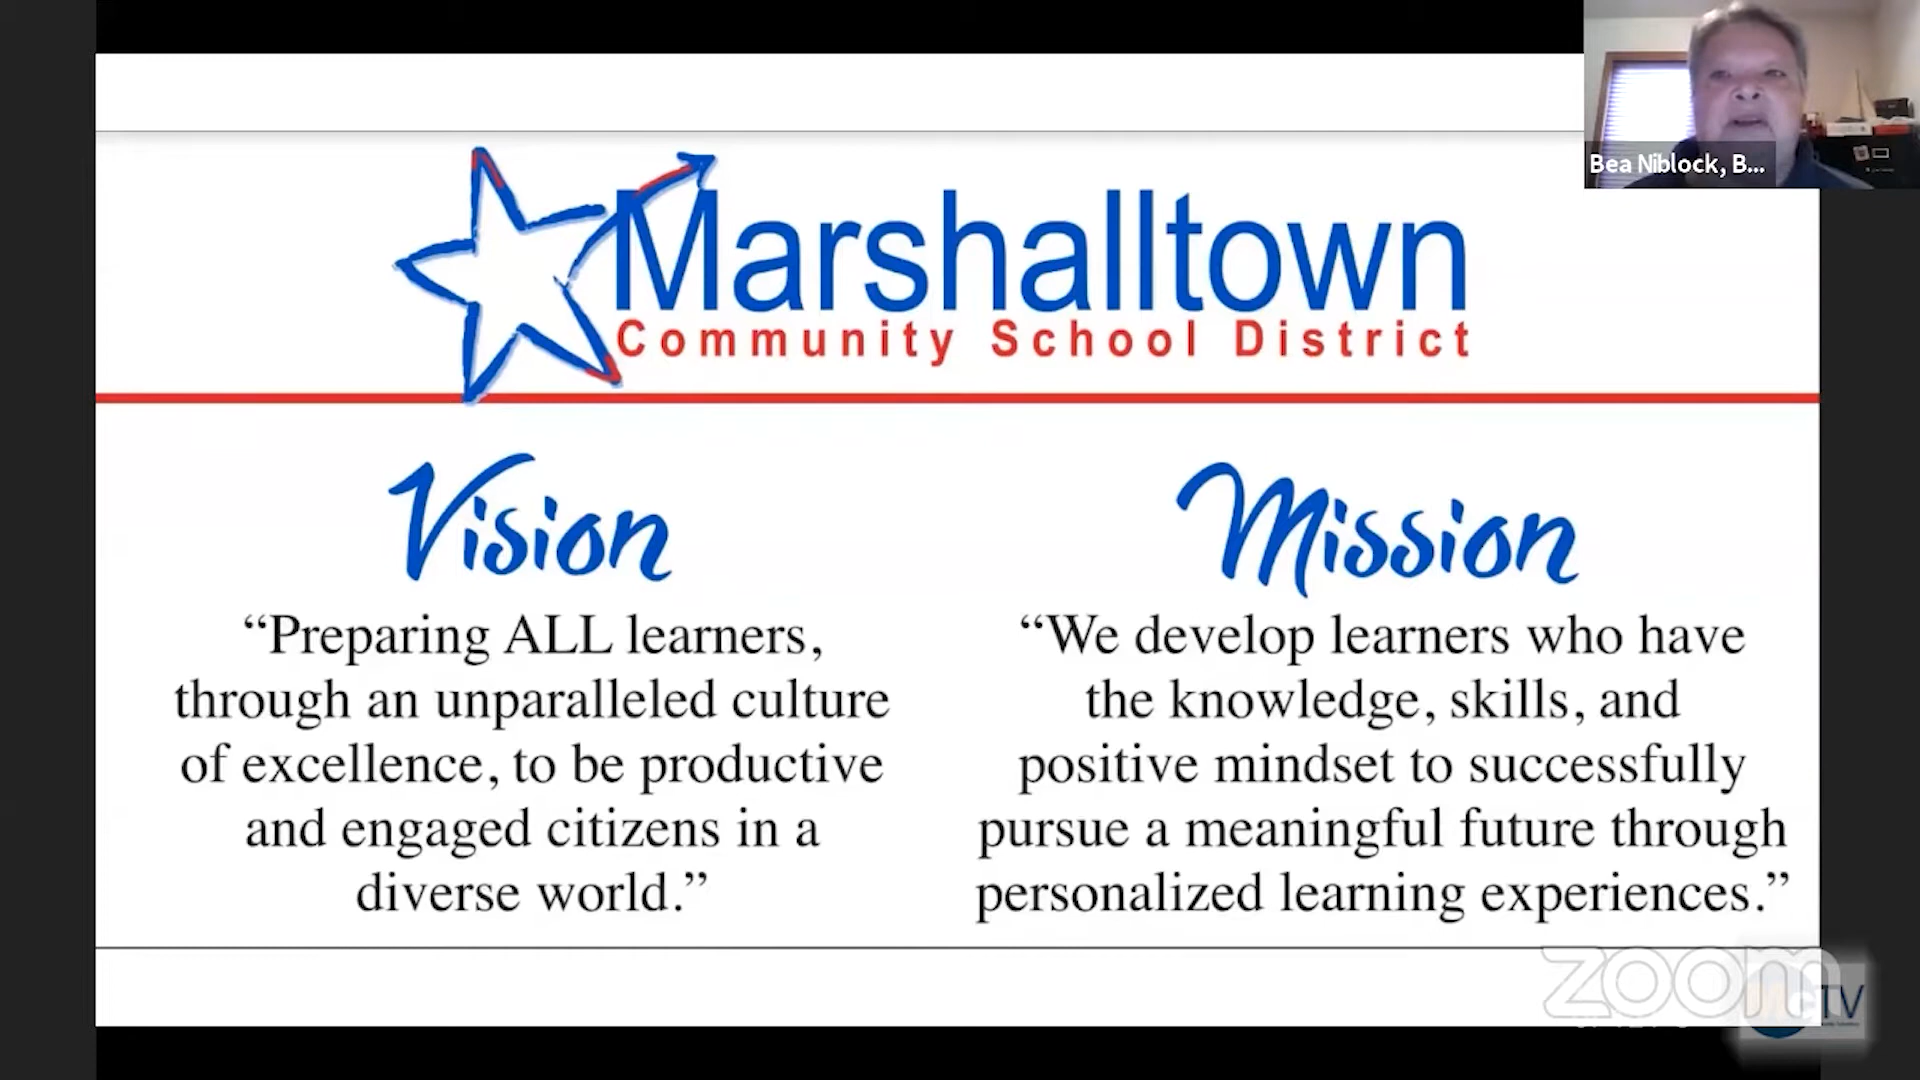 Bea Niblock, B...
Marshalltown
Community School District
Vision
“Preparing ALL learners,
through an unparalleled culture
of excellence, to be productive
and engaged citizens in a
diverse world.”
Mission
“We develop learners who have
the knowledge, skills, and
positive mindset to successfully
pursue a meaningful future through
personalized learning experiences.”
zoom
TV